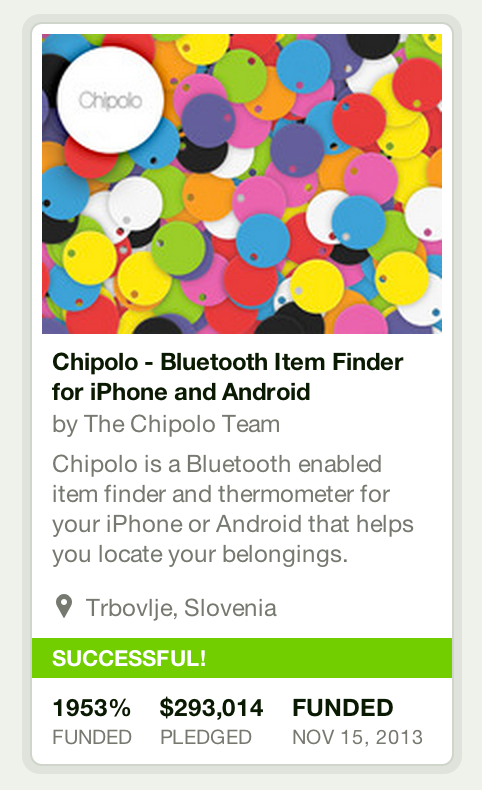 Chipolo
Chipolo - Bluetooth Item Finder
for iPhone and Android
by The Chipolo Team
Chipolo is a Bluetooth enabled
item finder and thermometer for
your iPhone or Android that helps
you locate your belongings.
Trbovlje, Slovenia
SUCCESSFUL!
1953% $293,014 FUNDED
FUNDED PLEDGED NOV 15, 2013